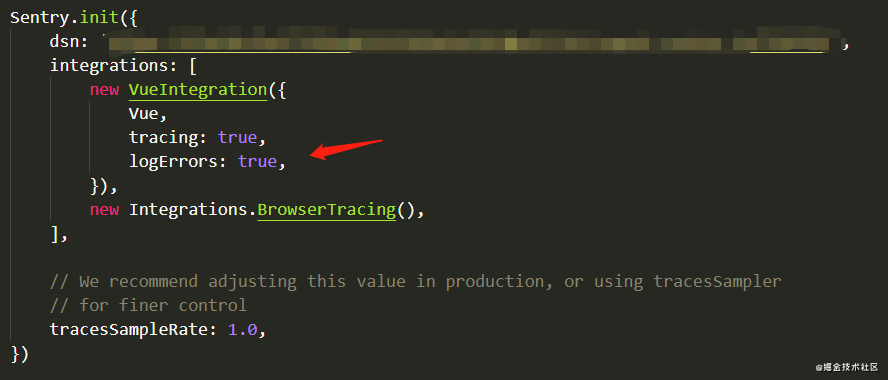 Sentry.init({
    dsn: `,
    integrations: [
        new VueIntegration({
            Vue,
            tracing: true,
            logErrors: true,
        }),
        new Integrations.BrowserTracing(),
    ],
    // We recommend adjusting this value in production, or using tracesSampler
    // for finer control
    tracesSampleRate: 1.0,
})
@掘金技术社区